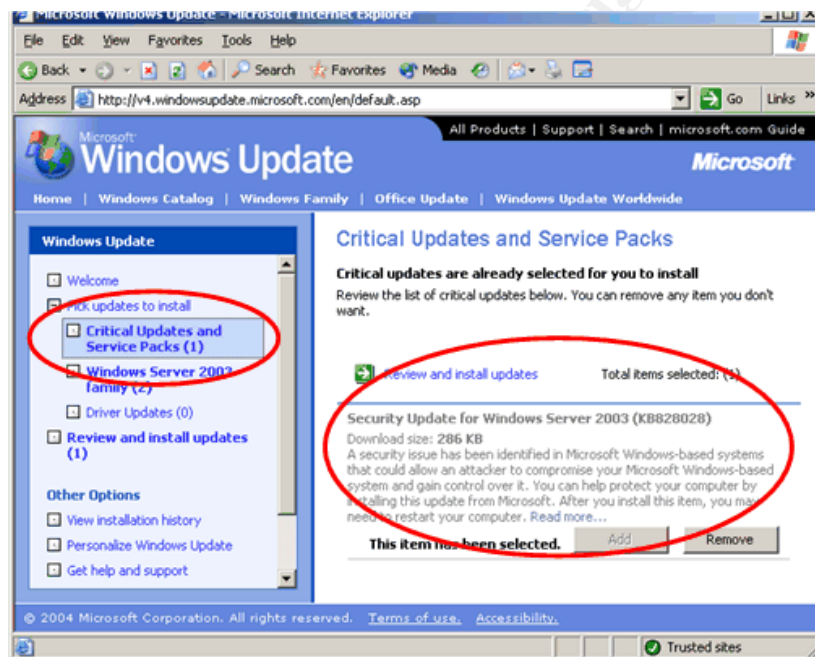 Microsoft Windows Update - Microsoft Internet Explorer
File Edit View Favorites Tools Help
Back Search Favorites Media
Address http://v4.windowsupdate.microsoft.com/en/default.asp Go Links »
All Products | Support | Search | microsoft.com Guide
Microsoft
Windows Update
Microsoft
Home | Windows Catalog | Windows Family | Office Update | Windows Update Worldwide
Windows Update
Welcome
Pick updates to install
Critical Updates and
Service Packs (1)
Windows Server 2003
family (2)
Driver Updates (0)
Review and install updates
(1)
Other Options
View installation history
Personalize Windows Update
Get help and support
Critical Updates and Service Packs
Critical updates are already selected for you to install
Review the list of critical updates below. You can remove any item you don't
want.
Review and install updates Total items selected: (1)
Security Update for Windows Server 2003 (KB828028)
Download size: 286 KB
A security issue has been identified in Microsoft Windows-based systems
that could allow an attacker to compromise your Microsoft Windows-based
system and gain control over it. You can help protect your computer by
installing this update from Microsoft. After you install this item, you may
need to restart your computer. Read more...
This item has been selected. Add Remove
© 2004 Microsoft Corporation. All rights reserved. Terms of use. Accessibility.
Trusted sites